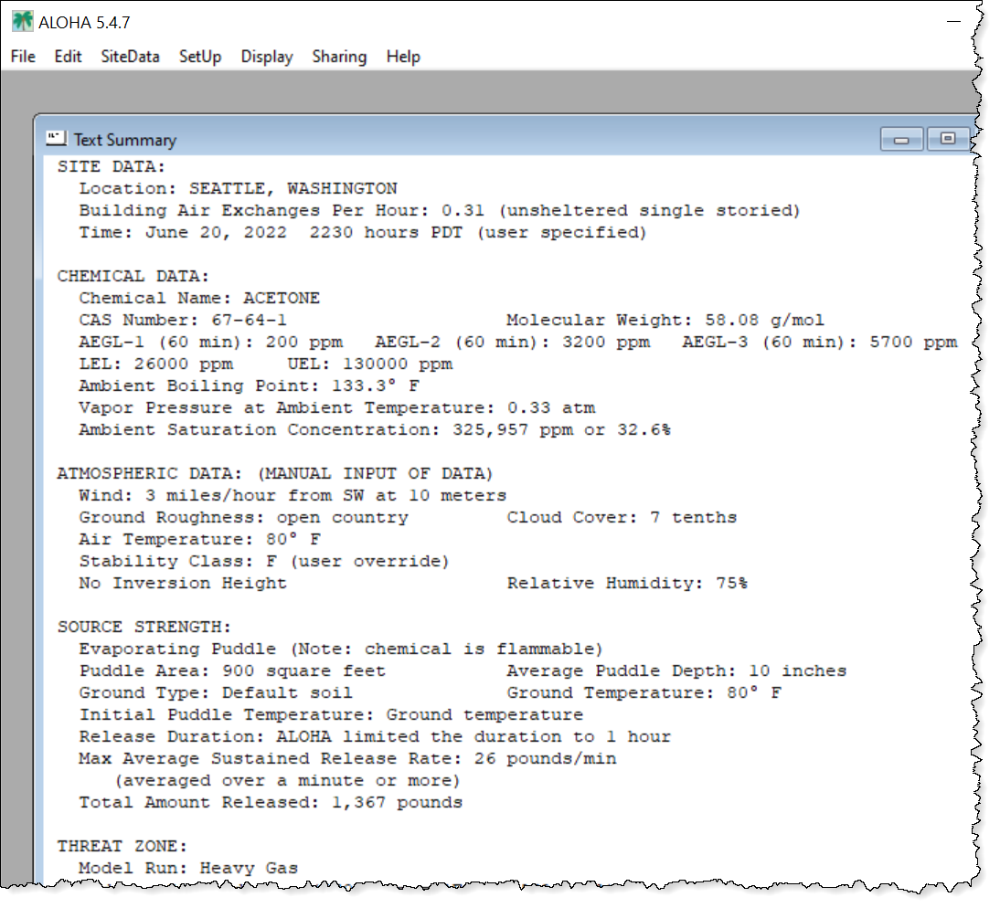 ALOHA 5.4.7
File Edit SiteData SetUp Display Sharing Help
Text Summary
SITE DATA:
Location: SEATTLE, WASHINGTON
Building Air Exchanges Per Hour: 0.31 (unsheltered single storied)
Time: June 20, 2022  2230 hours PDT (user specified)
CHEMICAL DATA:
Chemical Name: ACETONE
CAS Number: 67-64-1 Molecular Weight: 58.08 g/mol
AEGL-1 (60 min): 200 ppm AEGL-2 (60 min): 3200 ppm AEGL-3 (60 min): 5700 ppm
LEL: 26000 ppm UEL: 130000 ppm
Ambient Boiling Point: 133.3° F
Vapor Pressure at Ambient Temperature: 0.33 atm
Ambient Saturation Concentration: 325,957 ppm or 32.6%
ATMOSPHERIC DATA: (MANUAL INPUT OF DATA)
Wind: 3 miles/hour from SW at 10 meters
Ground Roughness: open country Cloud Cover: 7 tenths
Air Temperature: 80° F
Stability Class: F (user override)
No Inversion Height Relative Humidity: 75%
SOURCE STRENGTH:
Evaporating Puddle (Note: chemical is flammable)
Puddle Area: 900 square feet Average Puddle Depth: 10 inches
Ground Type: Default soil Ground Temperature: 80° F
Initial Puddle Temperature: Ground temperature
Release Duration: ALOHA limited the duration to 1 hour
Max Average Sustained Release Rate: 26 pounds/min
(averaged over a minute or more)
Total Amount Released: 1,367 pounds
THREAT ZONE:
Model Run: Heavy Gas